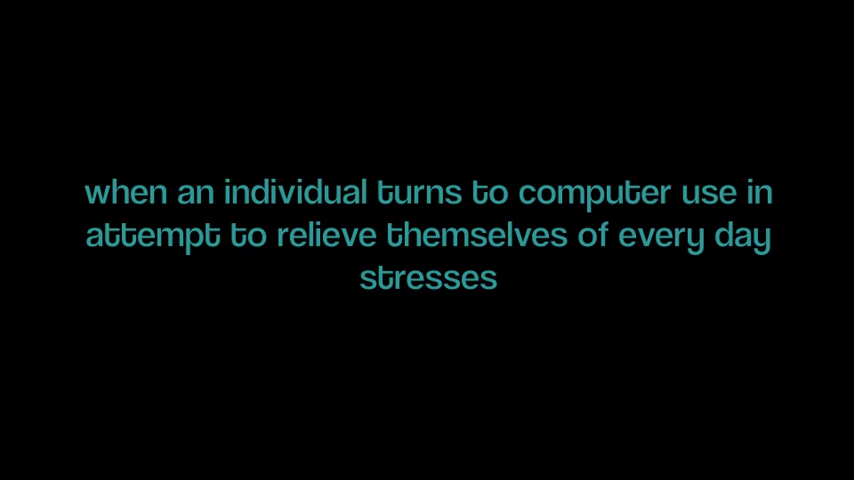 when an individual turns to computer use in
attempt to relieve themselves of every day
stresses